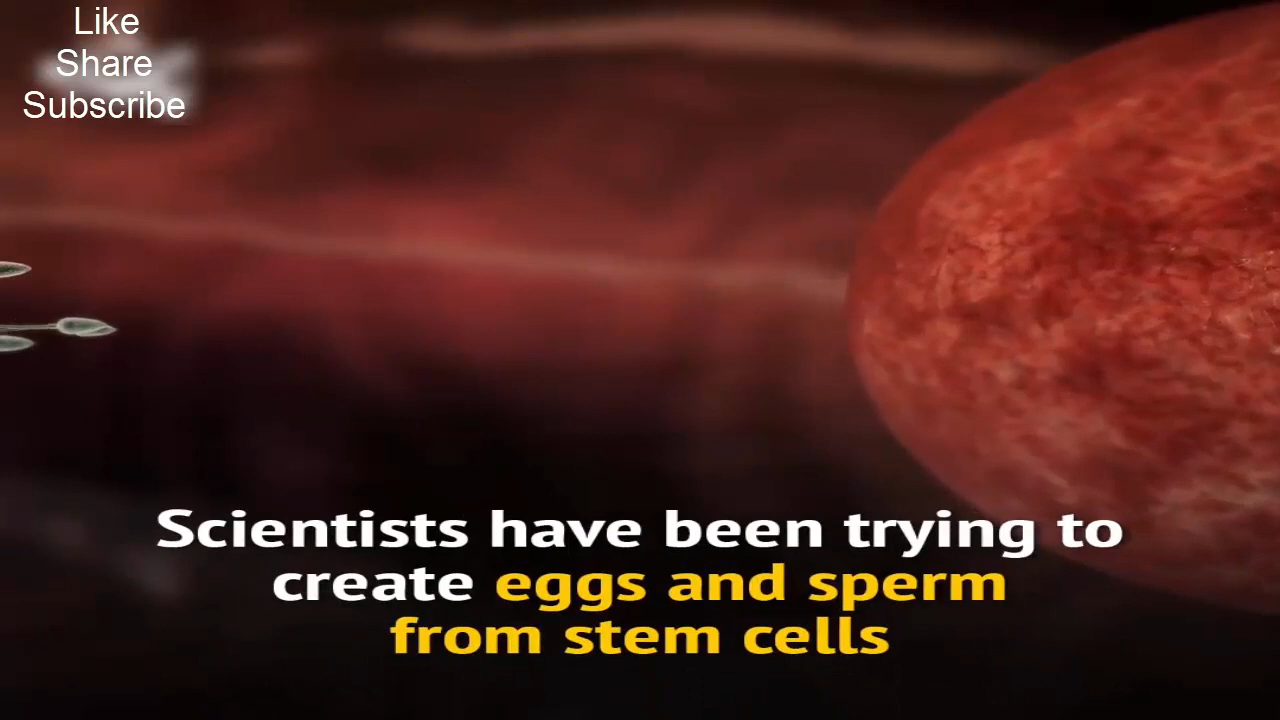 Like
Share
Subscribe
Scientists have been trying to
create eggs and sperm
from stem cells